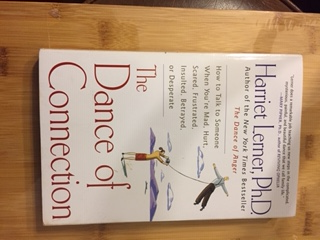 Harriet Lerner, Ph.D.
Author of the New York Times Bestseller
The Dance of Anger
How to Talk to Someone
When You're Mad, Hurt,
Scared, Frustrated,
Insulted, Betrayed,
or Desperate
The
Dance of
Connection